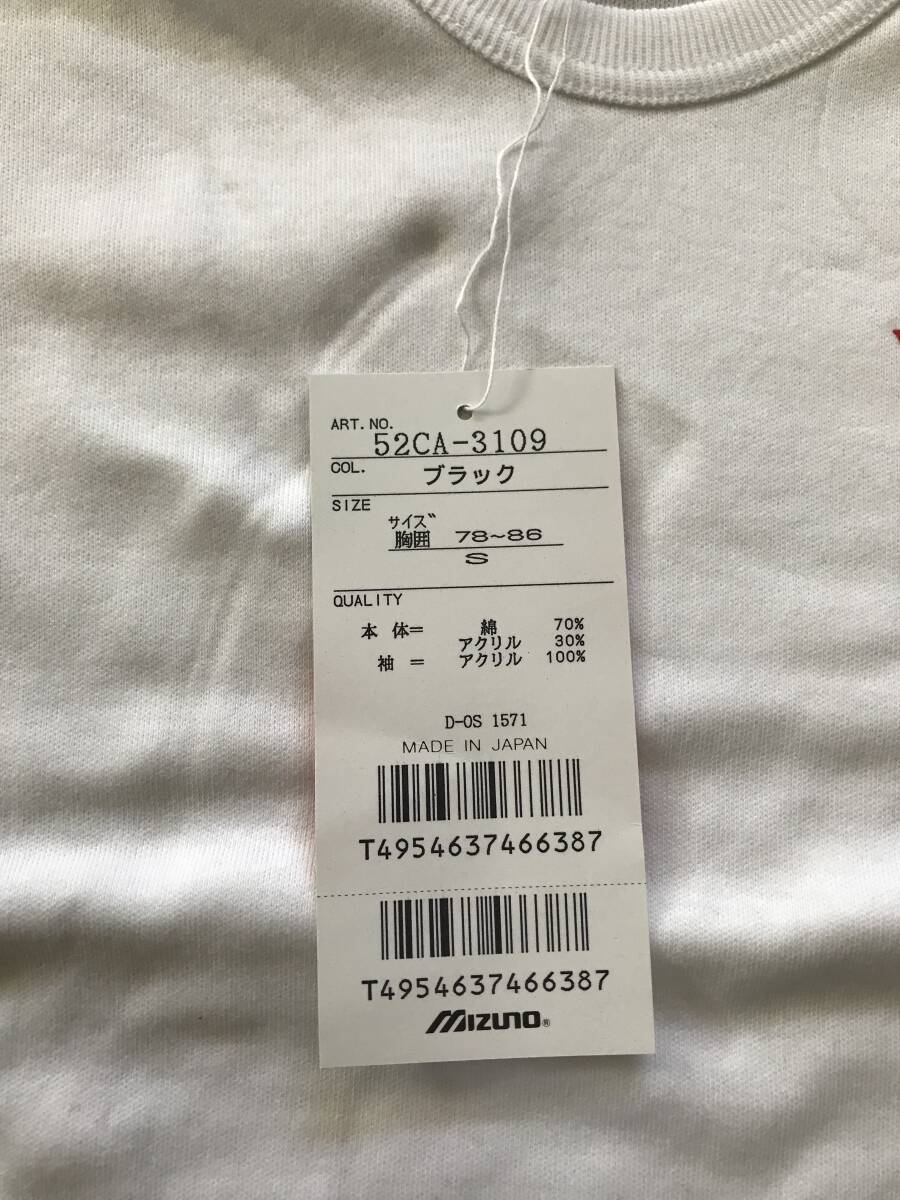 ART. NO.
52CA-3109
COL.
ブラック
SIZE
サイズ
胸囲 78~86
S
QUALITY
本 体= 綿 70%
アクリル 30%
袖 = アクリル 100%
D-OS 1571
MADE IN JAPAN
T4954637466387
T4954637466387
MIZUNO®